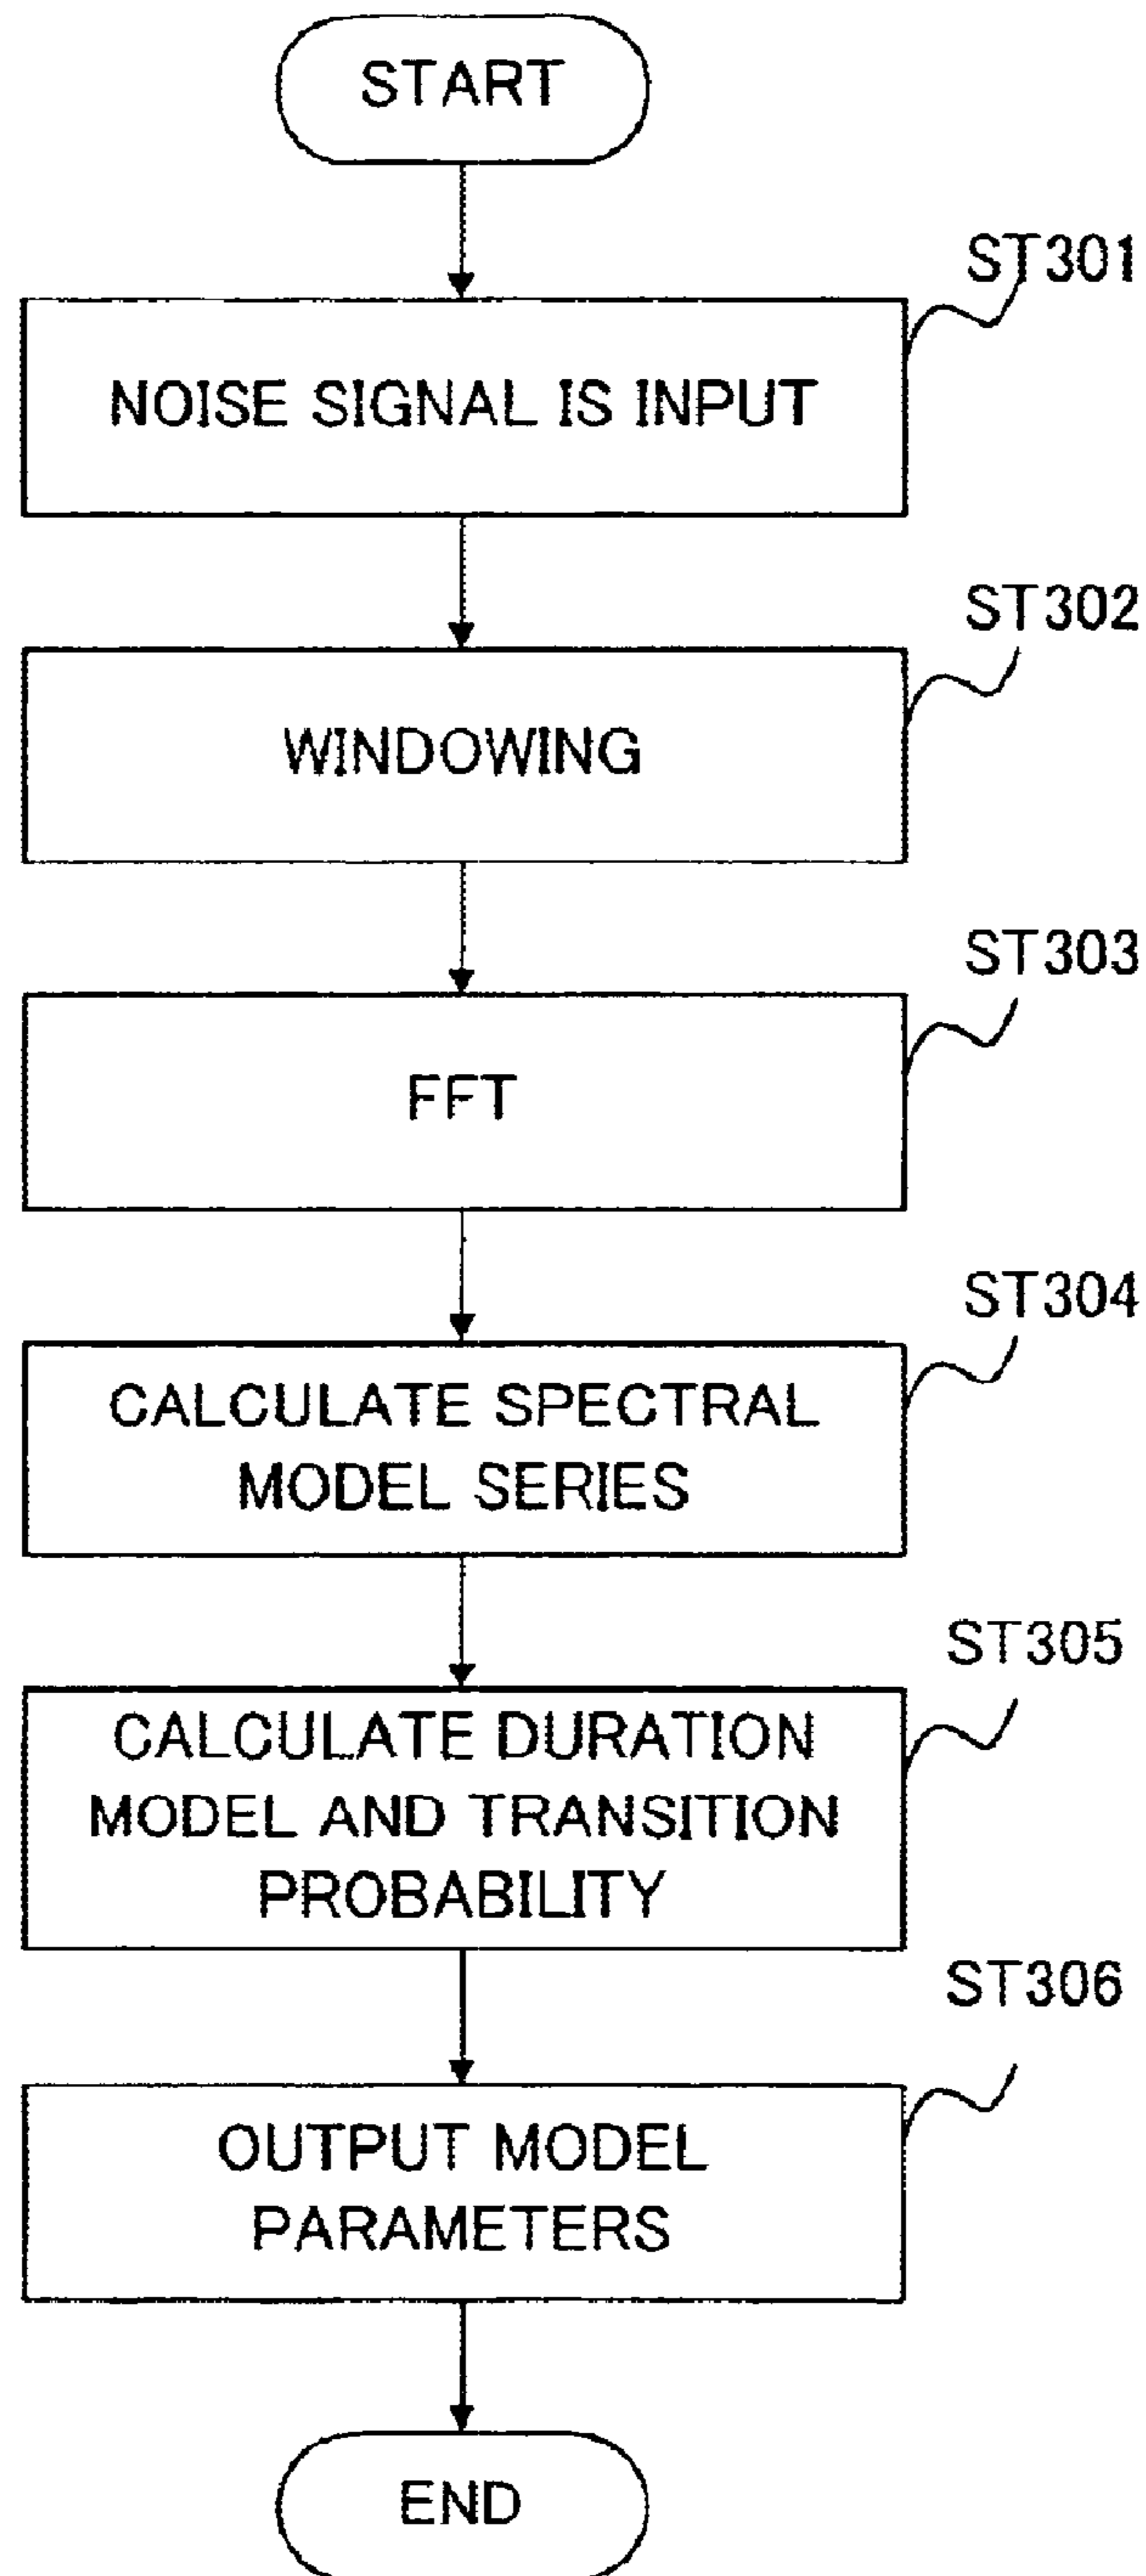 START
ST301
NOISE SIGNAL IS INPUT
ST302
WINDOWING
ST303
FFT
ST304
CALCULATE SPECTRAL
MODEL SERIES
ST305
CALCULATE DURATION
MODEL AND TRANSITION
PROBABILITY
ST306
OUTPUT MODEL
PARAMETERS
END